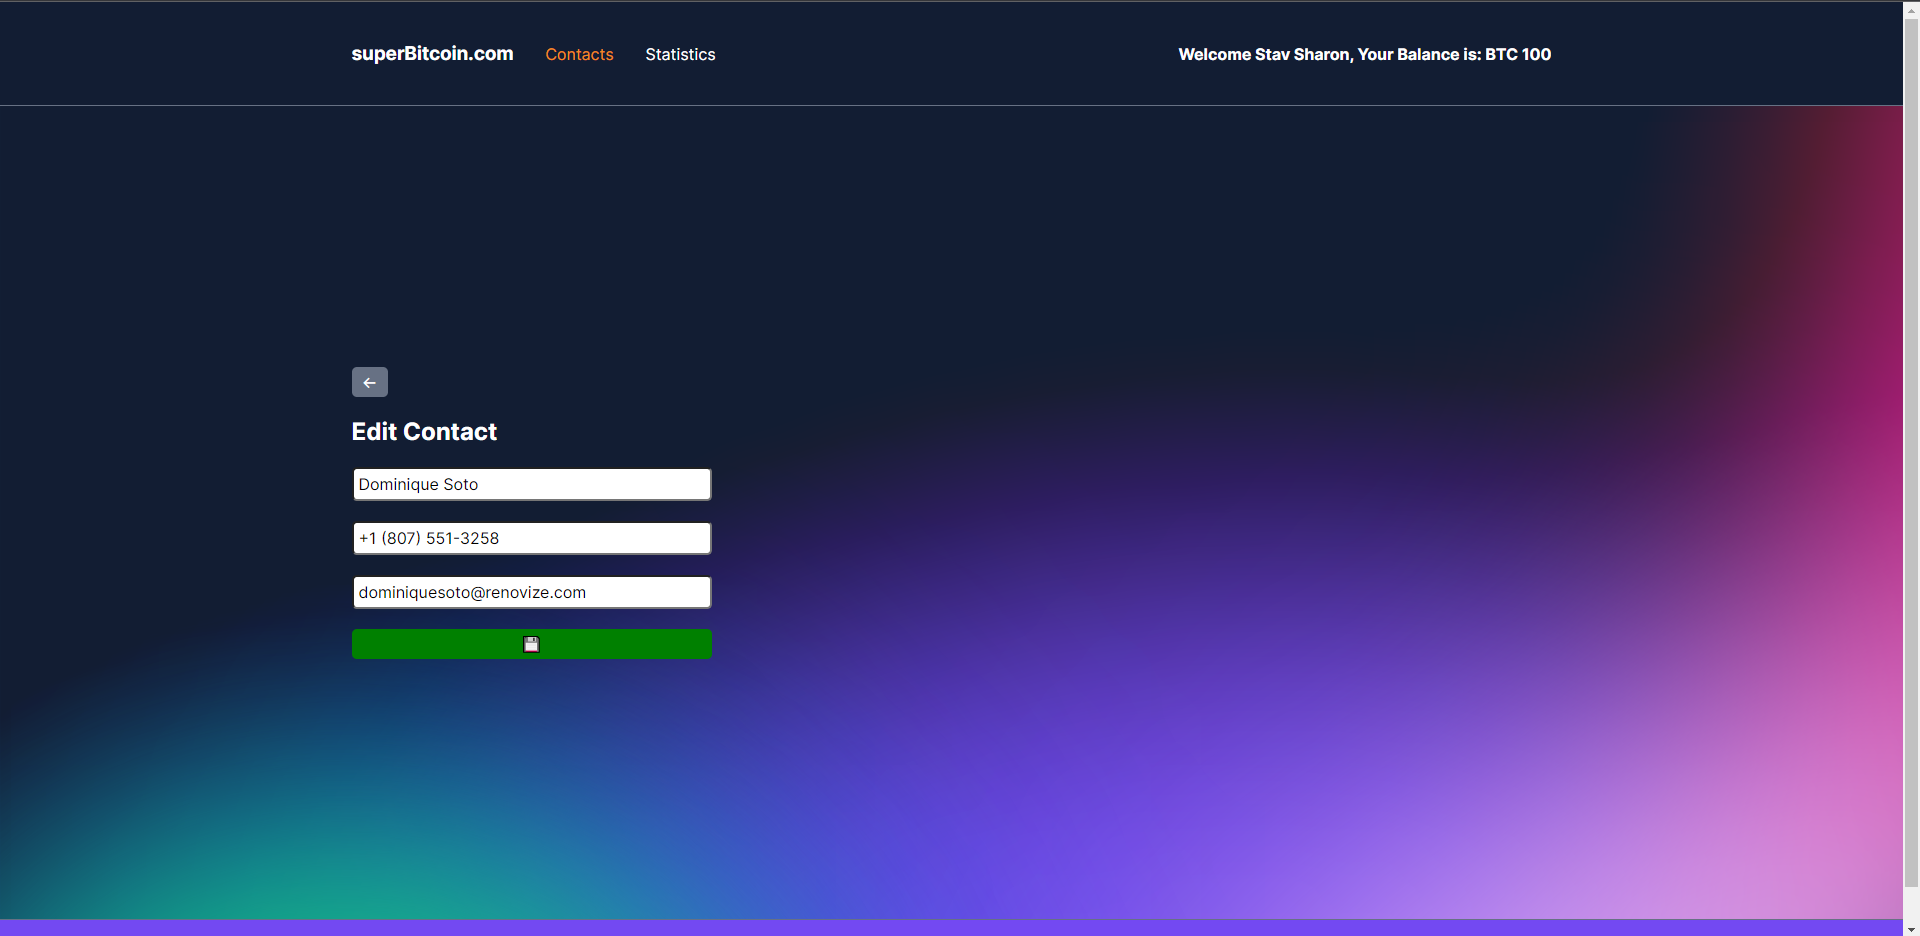 superBitcoin.com Contacts Statistics Welcome Stav Sharon, Your Balance is: BTC 100
Edit Contact
Dominique Soto
+1 (807) 551-3258
dominiquesoto@renovize.com